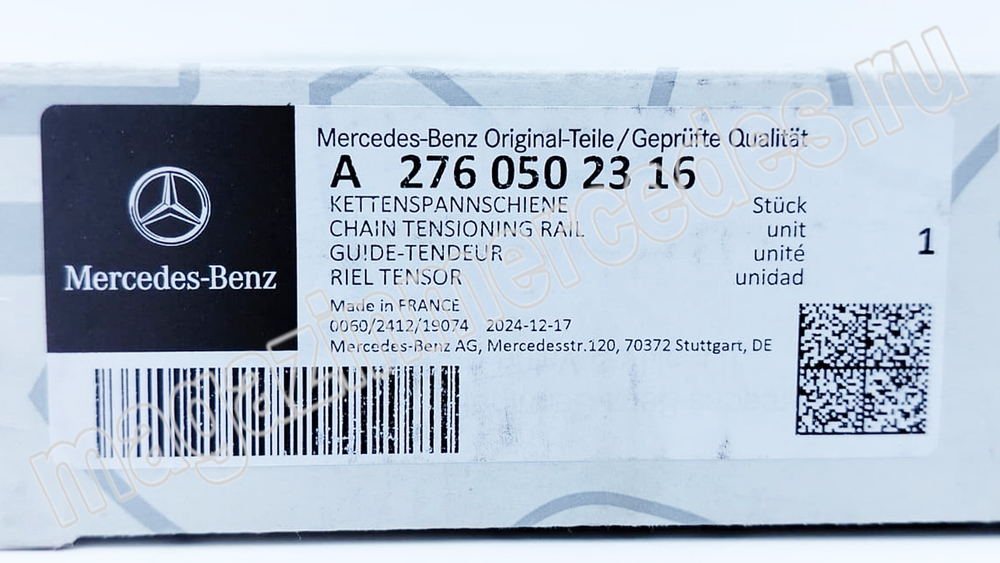 Mercedes-Benz
Mercedes-Benz Original-Teile/Geprüfte Qualität
A 276 050 23 16
KETTENSPANNSCHIENE Stück
CHAIN TENSIONING RAIL unit
GUIDE-TENDEUR unité
RIEL TENSOR unidad
1
Made in FRANCE
0060/2412/19074 2024-12-17
Mercedes-Benz AG, Mercedesstr.120, 70372 Stuttgart, DE
magazinmercedes.ru